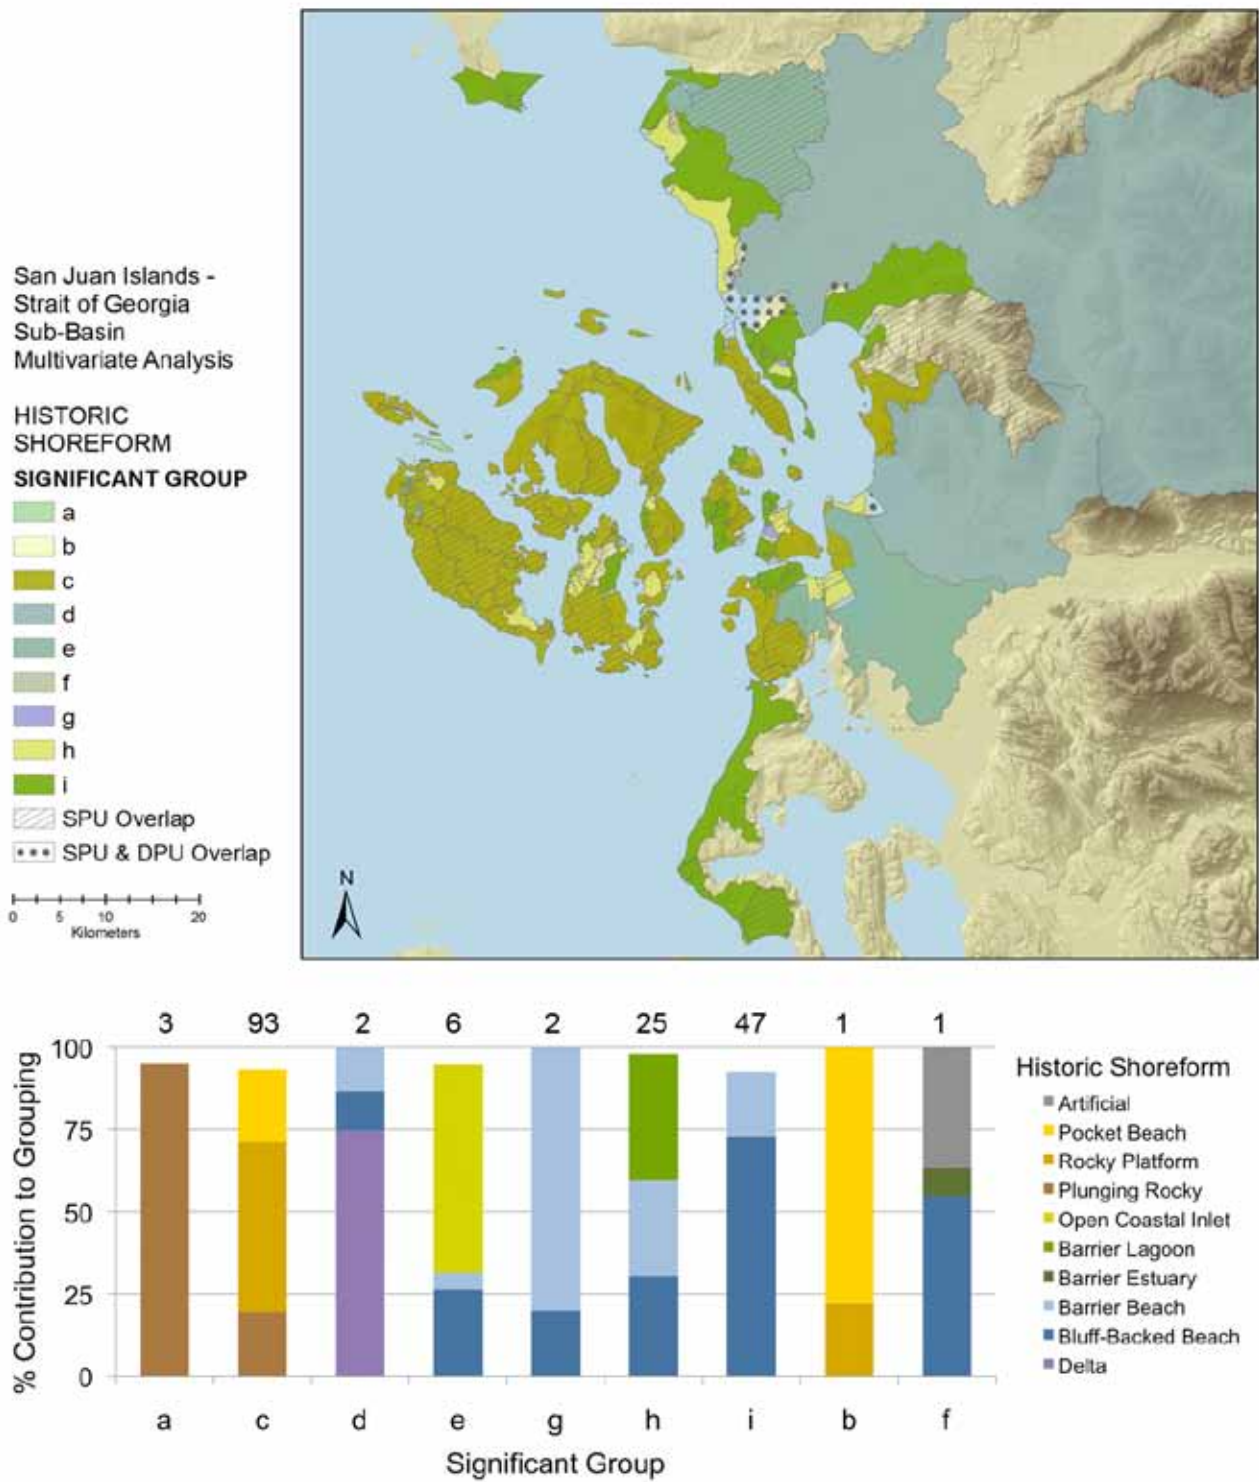 San Juan Islands -
Strait of Georgia
Sub-Basin
Multivariate Analysis
HISTORIC
SHOREFORM
SIGNIFICANT GROUP
a
b
c
d
e
f
g
h
i
SPU Overlap
SPU & DPU Overlap
0 5 10 20
Kilometers
N
3 93 2 6 2 25 47 1 1
% Contribution to Grouping
100
75
50
25
0
a c d e g h i b f
Significant Group
Historic Shoreform
Artificial
Pocket Beach
Rocky Platform
Plunging Rocky
Open Coastal Inlet
Barrier Lagoon
Barrier Estuary
Barrier Beach
Bluff-Backed Beach
Delta